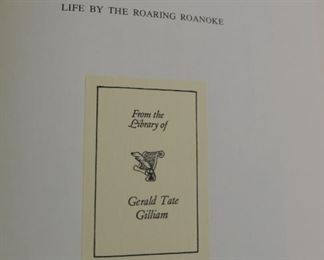 LIFE BY THE ROARING ROANOKE
From the
Library of
Gerald Tate
Gilliam